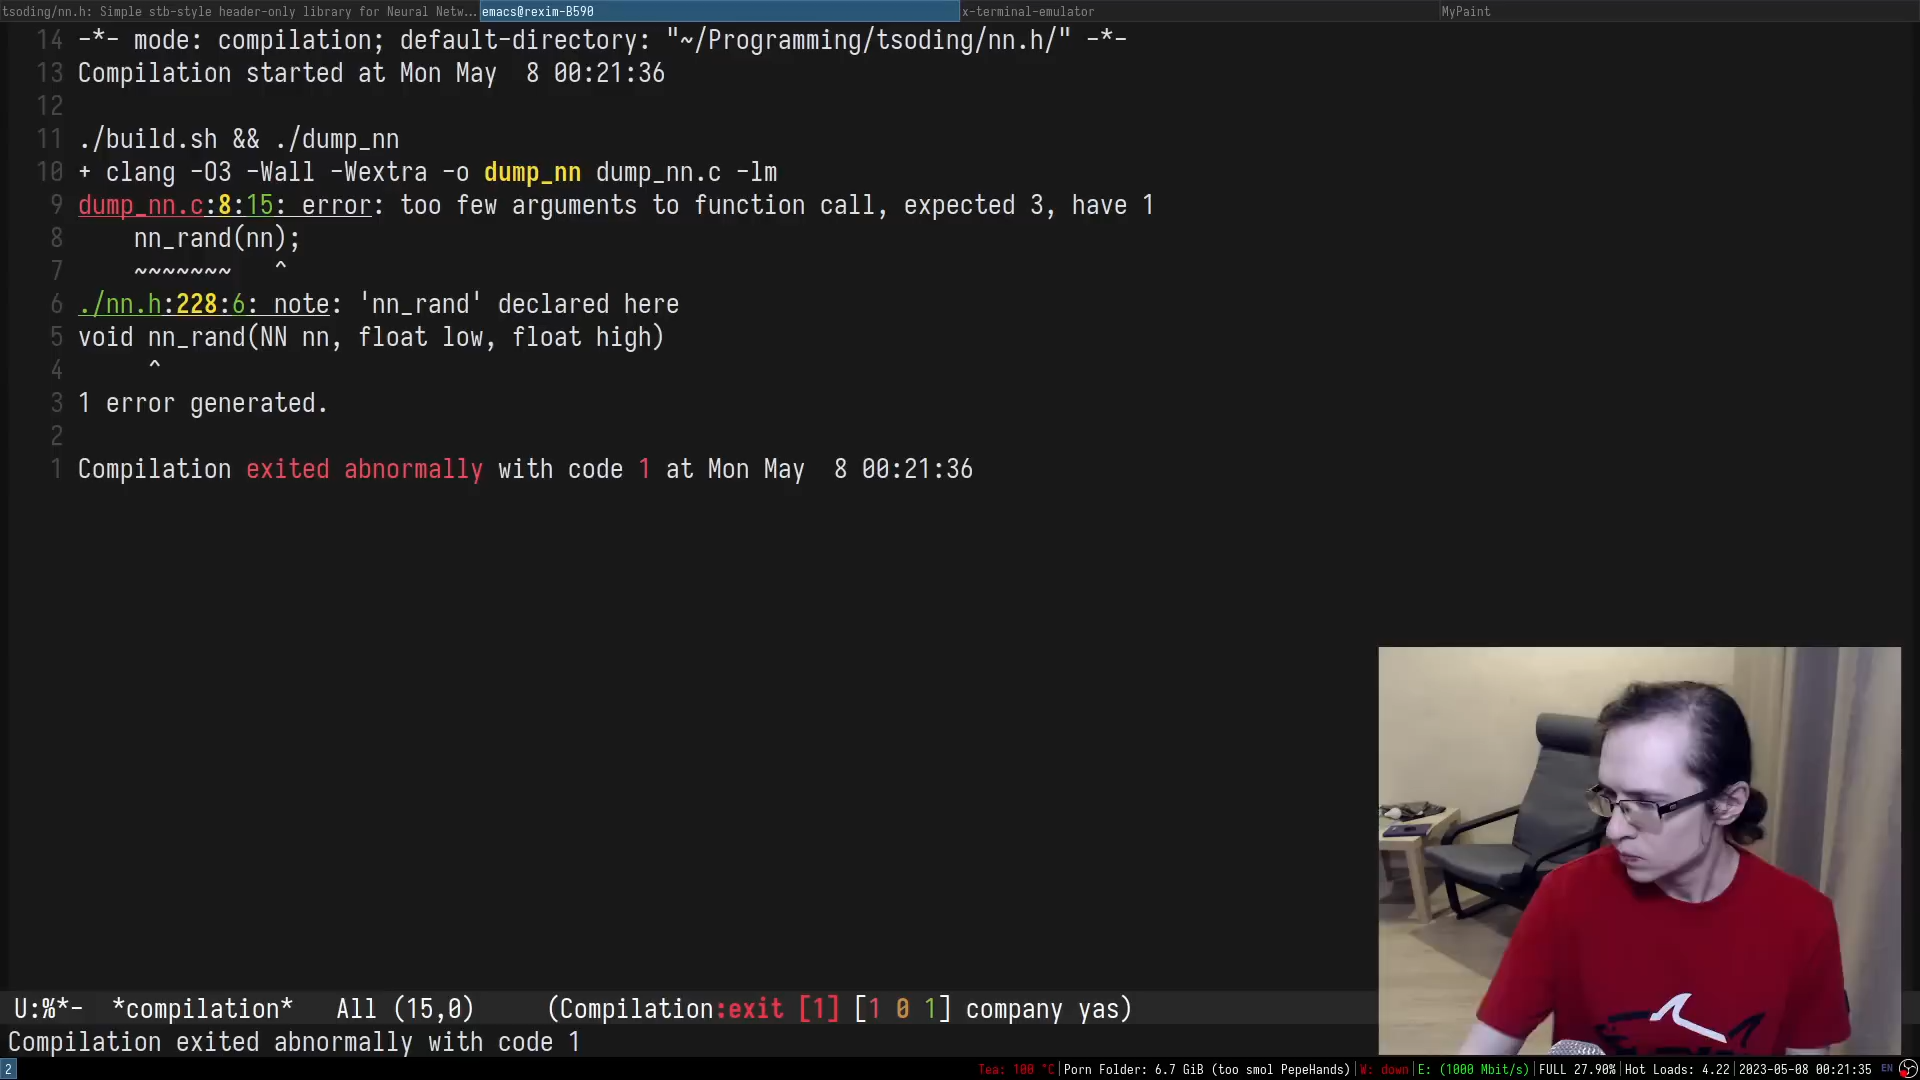 tsoding/nn.h: Simple stb-style header-only library for Neural Netw... emacs@rexim-B590 x-terminal-emulator MyPaint
14 -*- mode: compilation; default-directory: "~/Programming/tsoding/nn.h/" -*-
13 Compilation started at Mon May  8 00:21:36
12
11 ./build.sh && ./dump_nn
10 + clang -O3 -Wall -Wextra -o dump_nn dump_nn.c -lm
9 dump_nn.c:8:15: error: too few arguments to function call, expected 3, have 1
8     nn_rand(nn);
7     ~~~~~~~   ^
6 ./nn.h:228:6: note: 'nn_rand' declared here
5 void nn_rand(NN nn, float low, float high)
4      ^
3 1 error generated.
2
1 Compilation exited abnormally with code 1 at Mon May  8 00:21:36
U:%*-  *compilation*   All (15,0)     (Compilation:exit [1] [1 0 1] company yas)
Compilation exited abnormally with code 1
2 Tea: 100 °C|Porn Folder: 6.7 GiB (too smol PepeHands)|W: down|E: (1000 Mbit/s)|FULL 27.90%|Hot Loads: 4.22|2023-05-08 00:21:35 EN